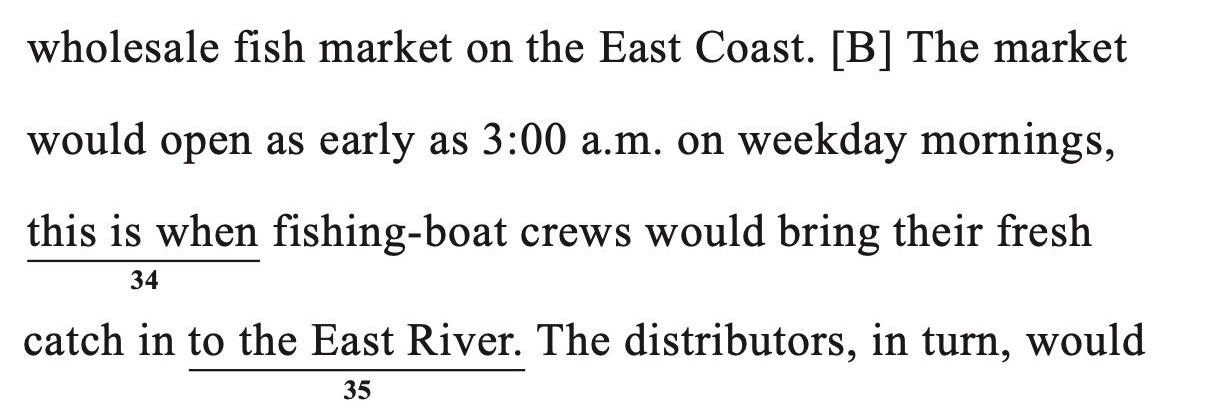 wholesale fish market on the East Coast. [B] The market
would open as early as 3:00 a.m. on weekday mornings,
this is when fishing-boat crews would bring their fresh
34
catch in to the East River. The distributors, in turn, would
35